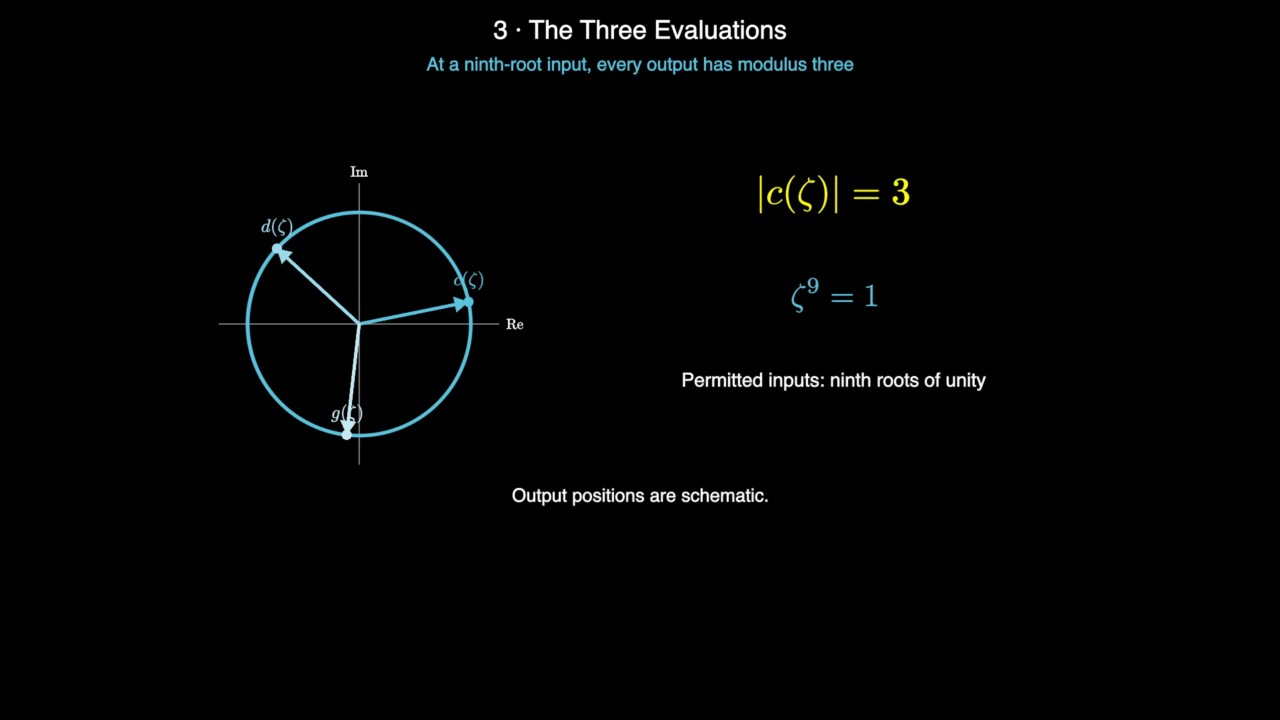 3 · The Three Evaluations
At a ninth-root input, every output has modulus three
Im
d(ζ)
c(ζ)
Re
g(ζ)
|c(ζ)| = 3
ζ⁹ = 1
Permitted inputs: ninth roots of unity
Output positions are schematic.